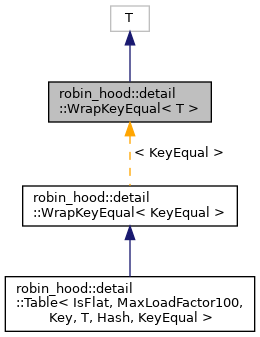 T
robin_hood::detail
::WrapKeyEqual< T >
< KeyEqual >
robin_hood::detail
::WrapKeyEqual< KeyEqual >
robin_hood::detail
::Table< IsFlat, MaxLoadFactor100,
Key, T, Hash, KeyEqual >